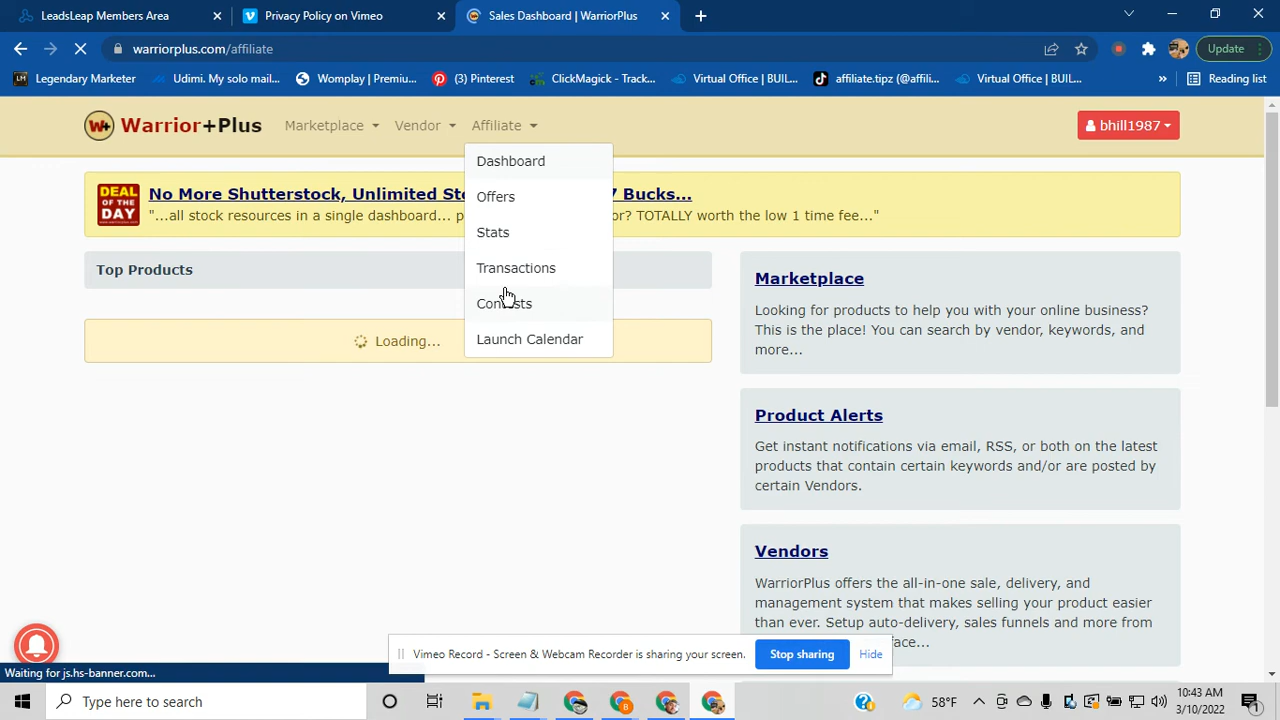 LeadsLeap Members Area
Privacy Policy on Vimeo
Sales Dashboard | WarriorPlus
warriorplus.com/affiliate
Update
Legendary Marketer
Udimi. My solo mail...
Womplay | Premiu...
(3) Pinterest
ClickMagick - Track...
Virtual Office | BUIL...
affiliate.tipz (@affili...
Virtual Office | BUIL...
»
Reading list
W+ Warrior+Plus
Marketplace
Vendor
Affiliate
bhill1987
Dashboard
Offers
Stats
Transactions
Contests
Launch Calendar
DEAL OF THE DAY
No More Shutterstock, Unlimited Sto 7 Bucks...
"...all stock resources in a single dashboard... p or? TOTALLY worth the low 1 time fee..."
Top Products
Loading...
Marketplace
Looking for products to help you with your online business?
This is the place! You can search by vendor, keywords, and
more...
Product Alerts
Get instant notifications via email, RSS, or both on the latest
products that contain certain keywords and/or are posted by
certain Vendors.
Vendors
WarriorPlus offers the all-in-one sale, delivery, and
management system that makes selling your product easier
than ever. Setup auto-delivery, sales funnels and more from
face...
Vimeo Record - Screen & Webcam Recorder is sharing your screen.
Stop sharing
Hide
Waiting for js.hs-banner.com...
Type here to search
58°F
10:43 AM
3/10/2022
1